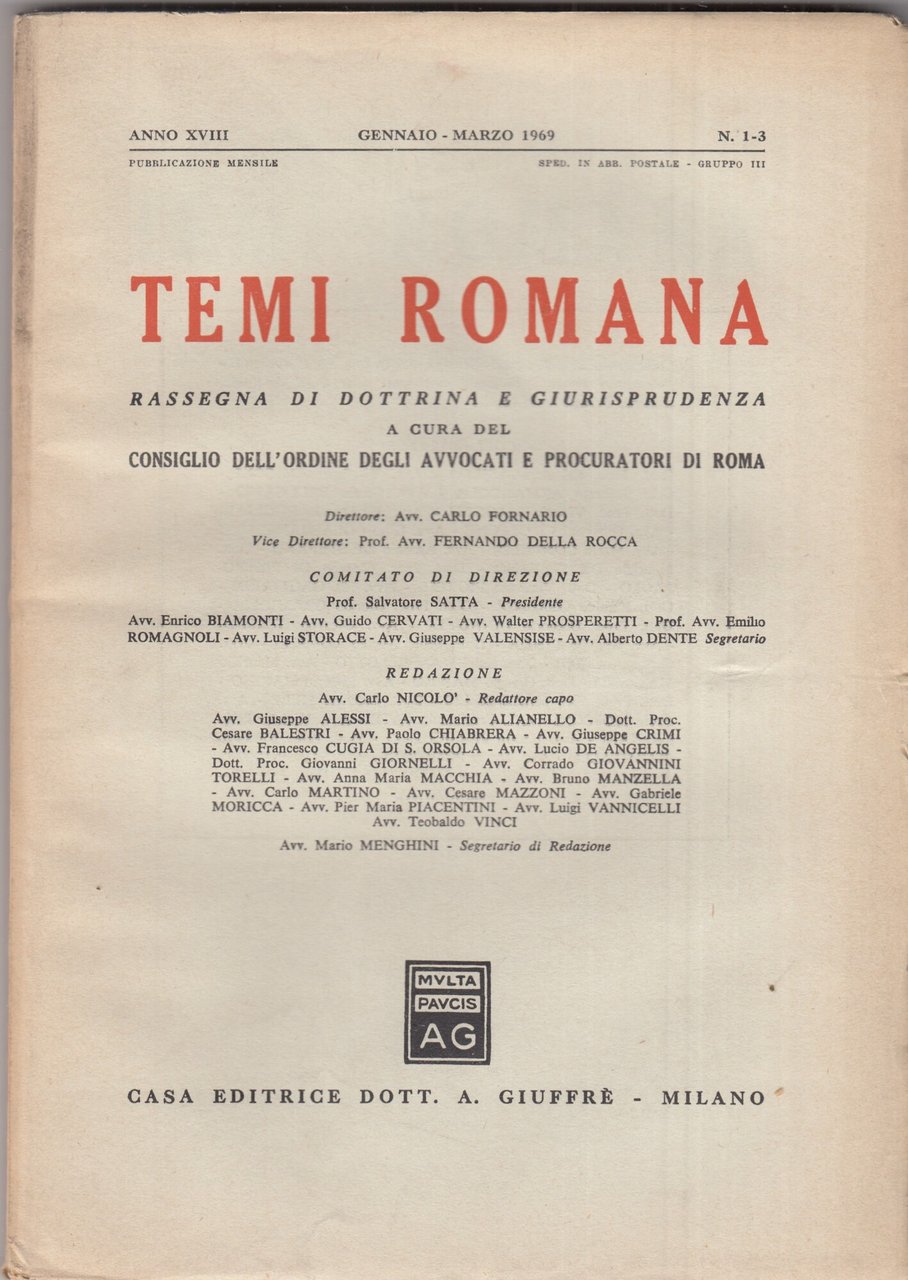 ANNO XVIII GENNAIO - MARZO 1969 N. 1-3
PUBBLICAZIONE MENSILE SPED. IN ABB. POSTALE - GRUPPO III
TEMI ROMANA
RASSEGNA DI DOTTRINA E GIURISPRUDENZA
A CURA DEL
CONSIGLIO DELL'ORDINE DEGLI AVVOCATI E PROCURATORI DI ROMA
Direttore: Avv. CARLO FORNARIO
Vice Direttore: Prof. Avv. FERNANDO DELLA ROCCA
COMITATO DI DIREZIONE
Prof. Salvatore SATTA - Presidente
Avv. Enrico BIAMONTI - Avv. Guido CERVATI - Avv. Walter PROSPERETTI - Prof. Avv. Emilio
ROMAGNOLI - Avv. Luigi STORACE - Avv. Giuseppe VALENSISE - Avv. Alberto DENTE Segretario
REDAZIONE
Avv. Carlo NICOLO' - Redattore capo
Avv. Giuseppe ALESSI - Avv. Mario ALIANELLO - Dott. Proc.
Cesare BALESTRI - Avv. Paolo CHIABRERA - Avv. Giuseppe CRIMI
- Avv. Francesco CUGIA DI S. ORSOLA - Avv. Lucio DE ANGELIS -
Dott. Proc. Giovanni GIORNELLI - Avv. Corrado GIOVANNINI
TORELLI - Avv. Anna Maria MACCHIA - Avv. Bruno MANZELLA
- Avv. Carlo MARTINO - Avv. Cesare MAZZONI - Avv. Gabriele
MORICCA - Avv. Pier Maria PIACENTINI - Avv. Luigi VANNICELLI
Avv. Teobaldo VINCI
Avv. Mario MENGHINI - Segretario di Redazione
MVLTA
PAVCIS
AG
CASA EDITRICE DOTT. A. GIUFFRÈ - MILANO